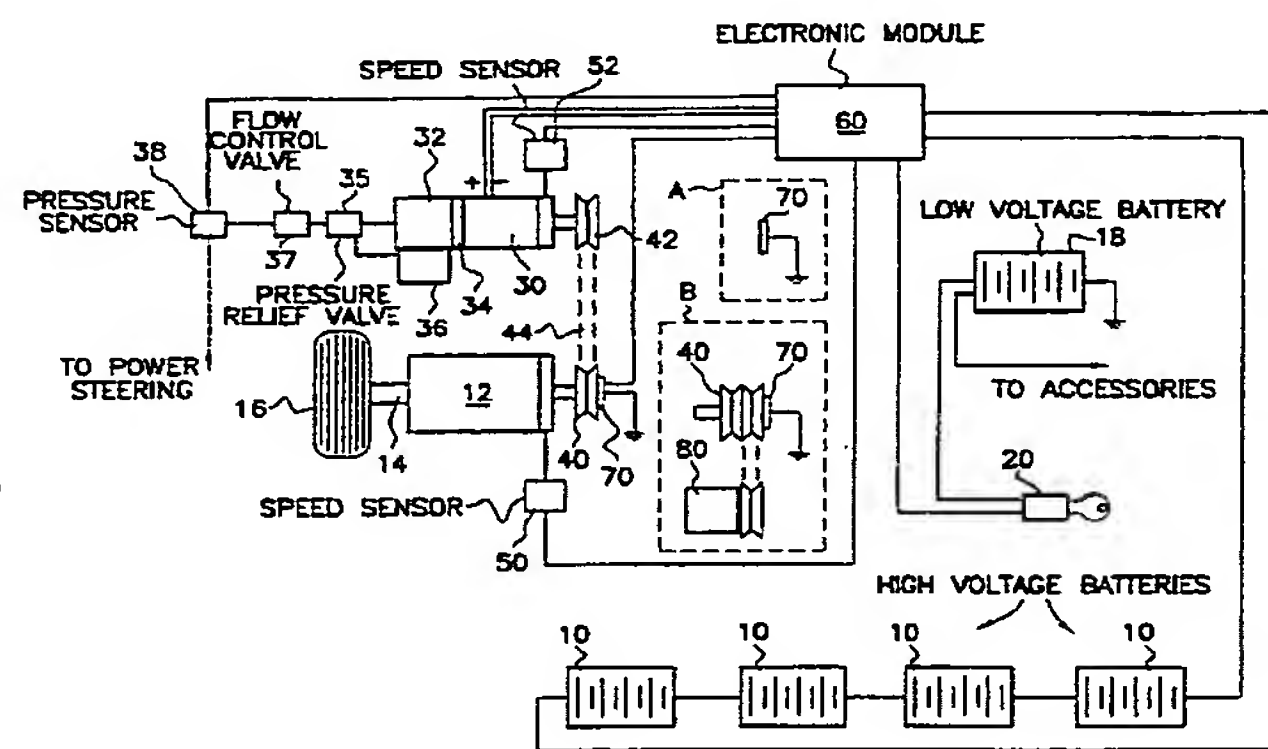 ELECTRONIC MODULE
SPEED SENSOR
52
60
FLOW
CONTROL
VALVE
38
PRESSURE
SENSOR
32
35
+ -
37
PRESSURE
RELIEF VALVE
36
34
30
42
A
70
LOW VOLTAGE BATTERY
18
B
44
40
70
80
TO POWER
STEERING
16
14
12
40
70
TO ACCESSORIES
20
SPEED SENSOR
50
HIGH VOLTAGE BATTERIES
10
10
10
10